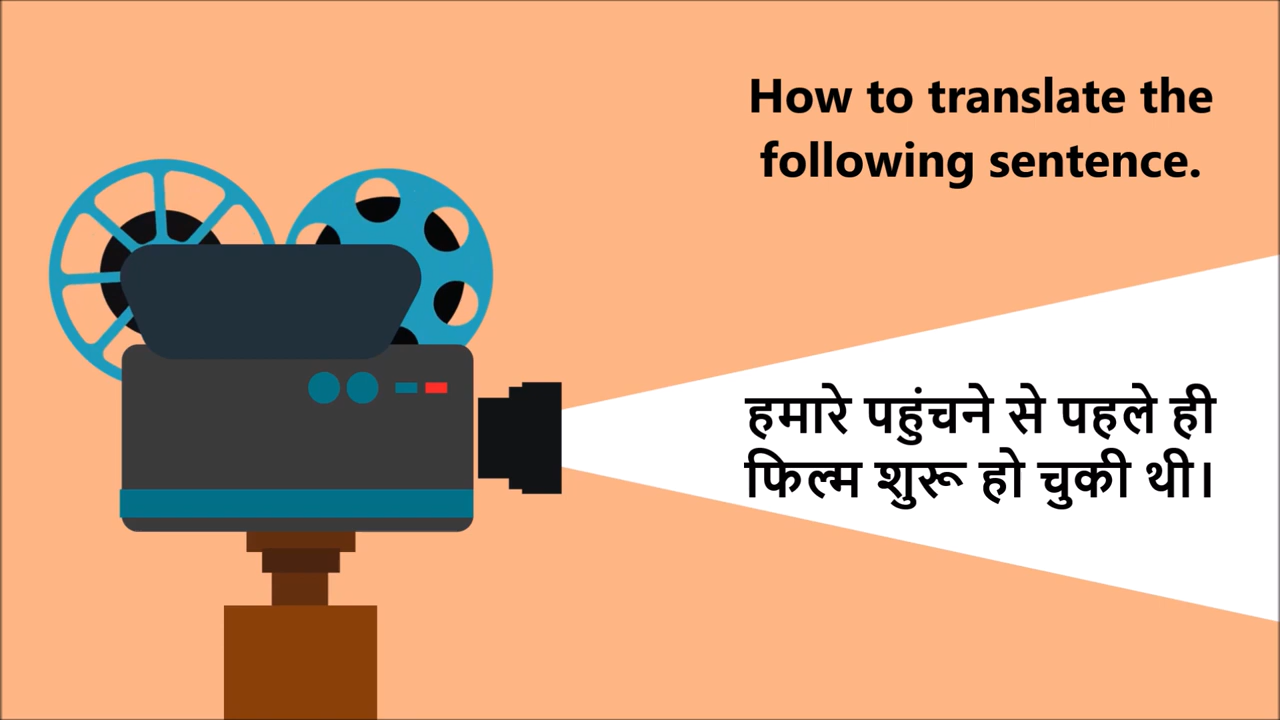 How to translate the
following sentence.
हमारे पहुंचने से पहले ही
फिल्म शुरू हो चुकी थी।